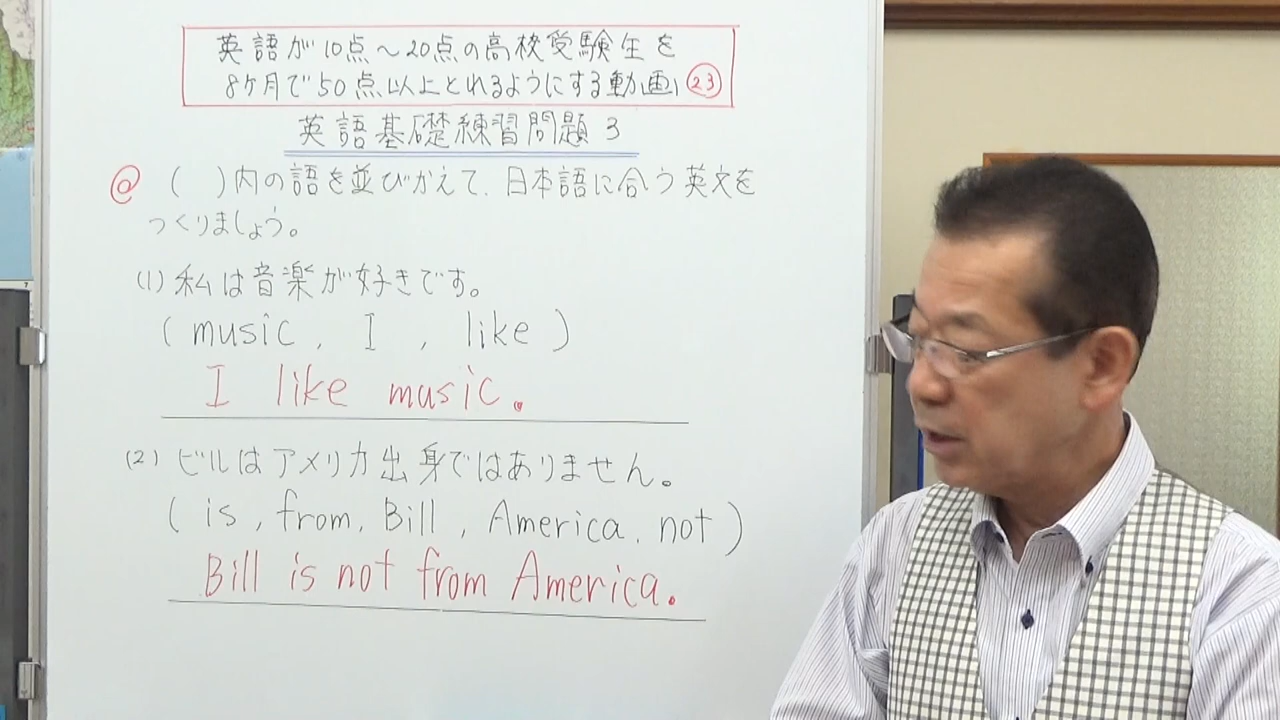 英語が10点～20点の高校受験生を
8ヶ月で50点以上とれるようにする動画 23
英語基礎練習問題 3
@ ( )内の語を並びかえて、日本語に合う英文を
つくりましょう。
(1) 私は音楽が好きです。
( music , I , like )
I like music.
(2) ビルはアメリカ出身ではありません。
( is , from, Bill , America, not )
Bill is not from America.